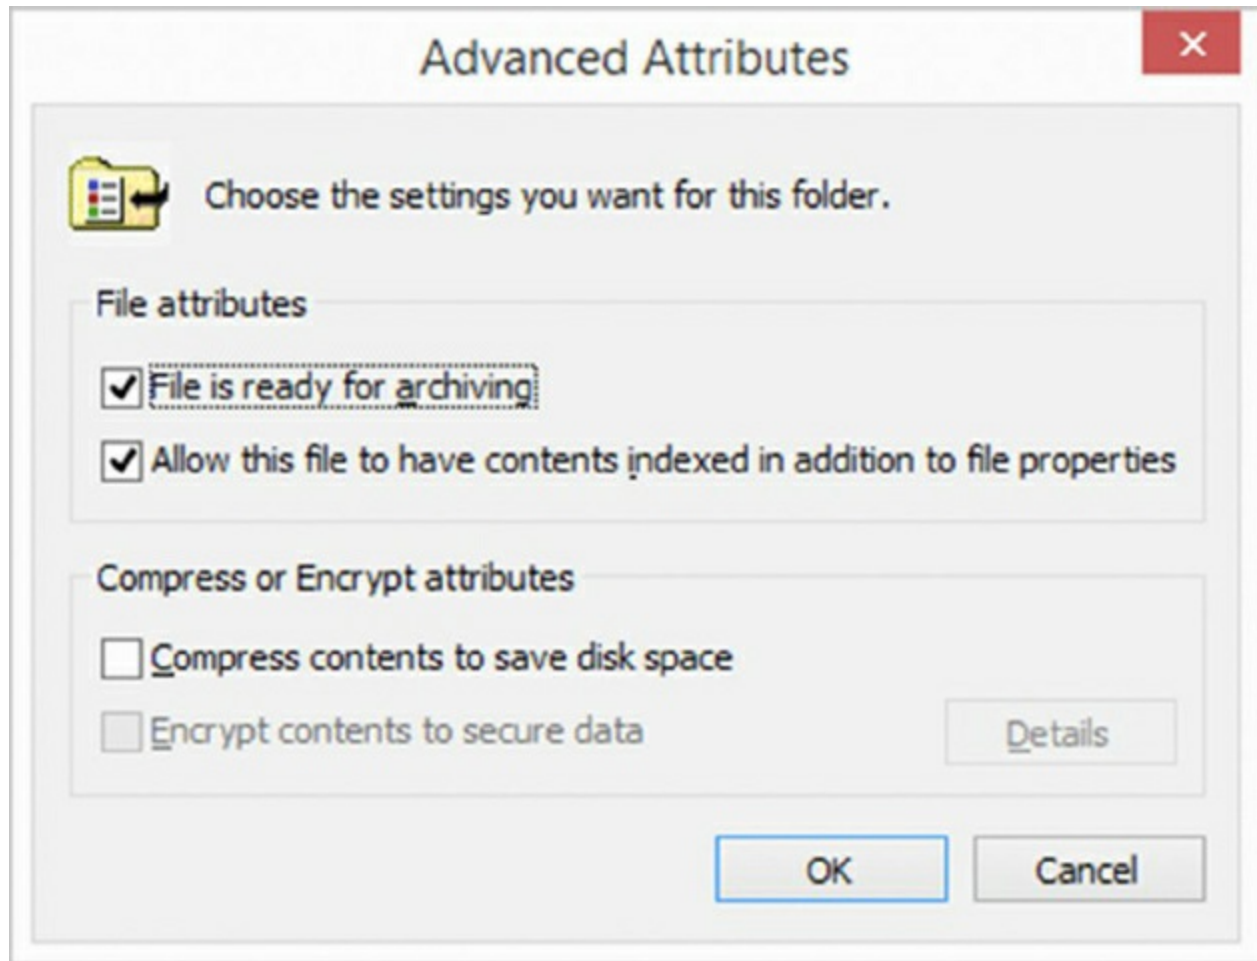 Advanced Attributes
Choose the settings you want for this folder.
File attributes
File is ready for archiving
Allow this file to have contents indexed in addition to file properties
Compress or Encrypt attributes
Compress contents to save disk space
Encrypt contents to secure data
Details
OK
Cancel